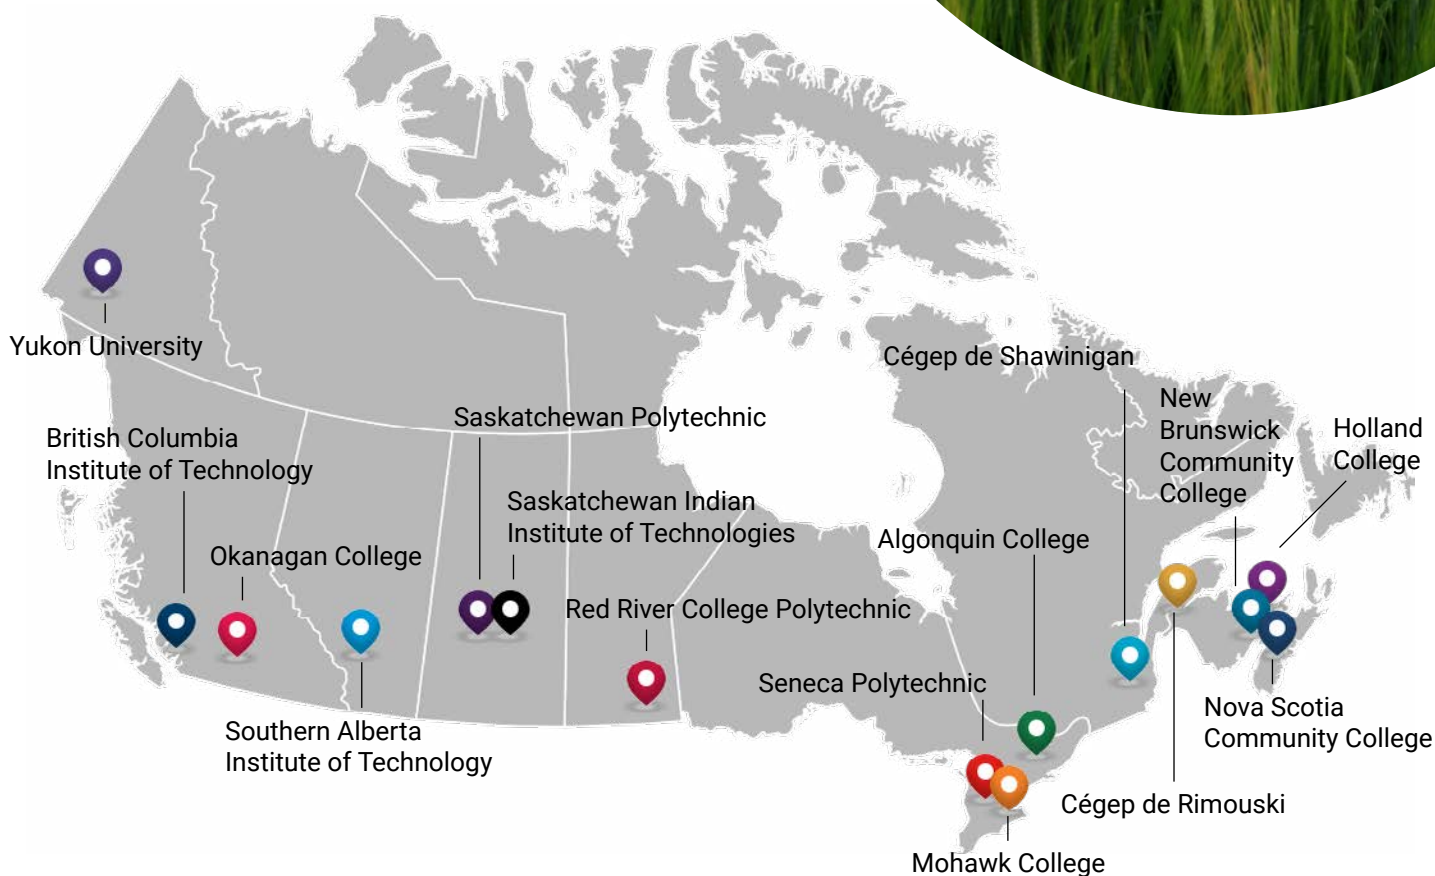 Yukon University
Cégep de Shawinigan
New
Brunswick
Community
College
Holland
College
Saskatchewan Polytechnic
British Columbia
Institute of Technology
Saskatchewan Indian
Institute of Technologies
Algonquin College
Okanagan College
Red River College Polytechnic
Seneca Polytechnic
Southern Alberta
Institute of Technology
Nova Scotia
Community College
Cégep de Rimouski
Mohawk College